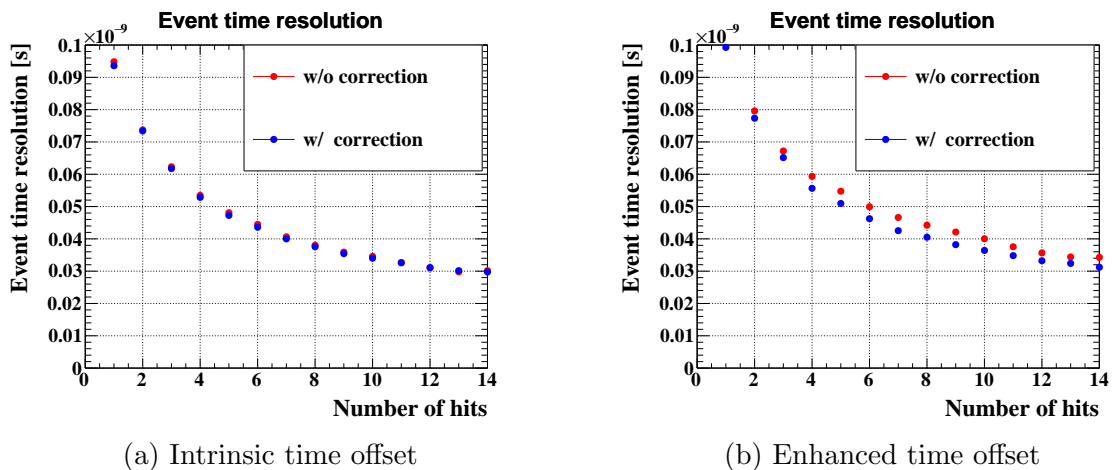 Event time resolution
×10⁻⁹
Event time resolution [s]
0.1
0.09
0.08
0.07
0.06
0.05
0.04
0.03
0.02
0.01
0
w/o correction
w/ correction
0 2 4 6 8 10 12 14
Number of hits
(a) Intrinsic time offset
Event time resolution
×10⁻⁹
Event time resolution [s]
0.1
0.09
0.08
0.07
0.06
0.05
0.04
0.03
0.02
0.01
0
w/o correction
w/ correction
0 2 4 6 8 10 12 14
Number of hits
(b) Enhanced time offset